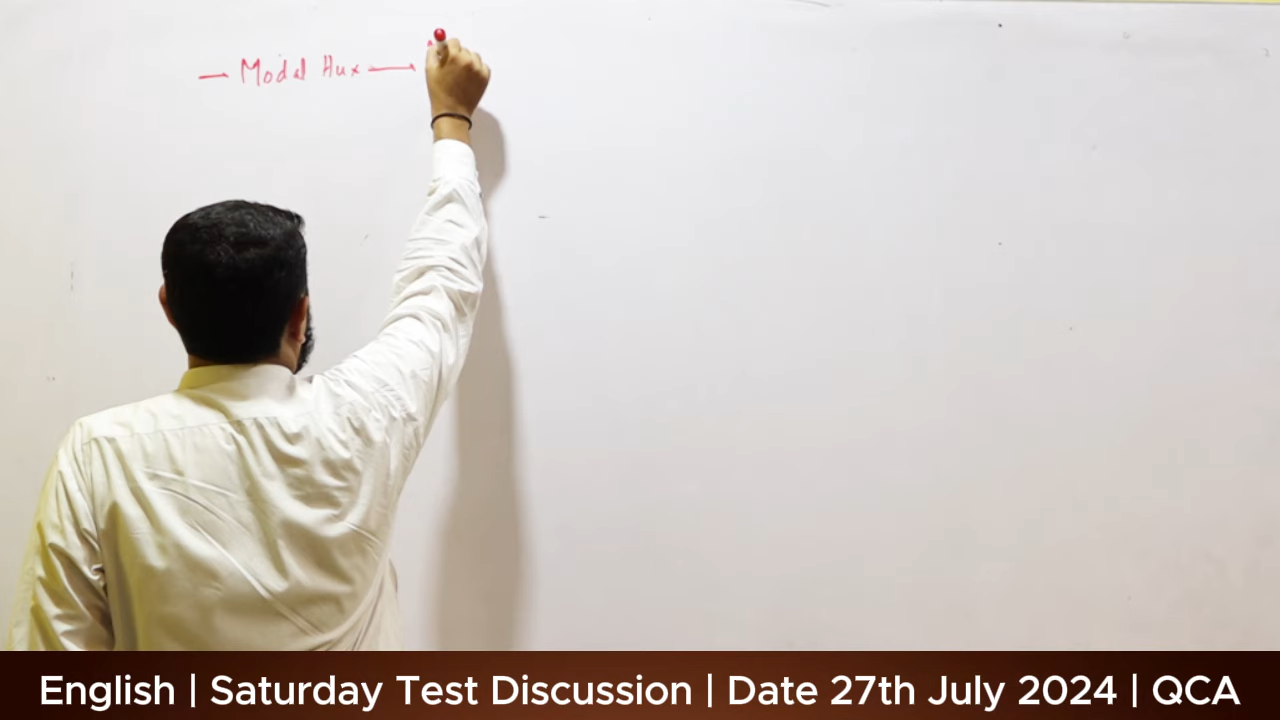 — Modal Aux —
English | Saturday Test Discussion | Date 27th July 2024 | QCA